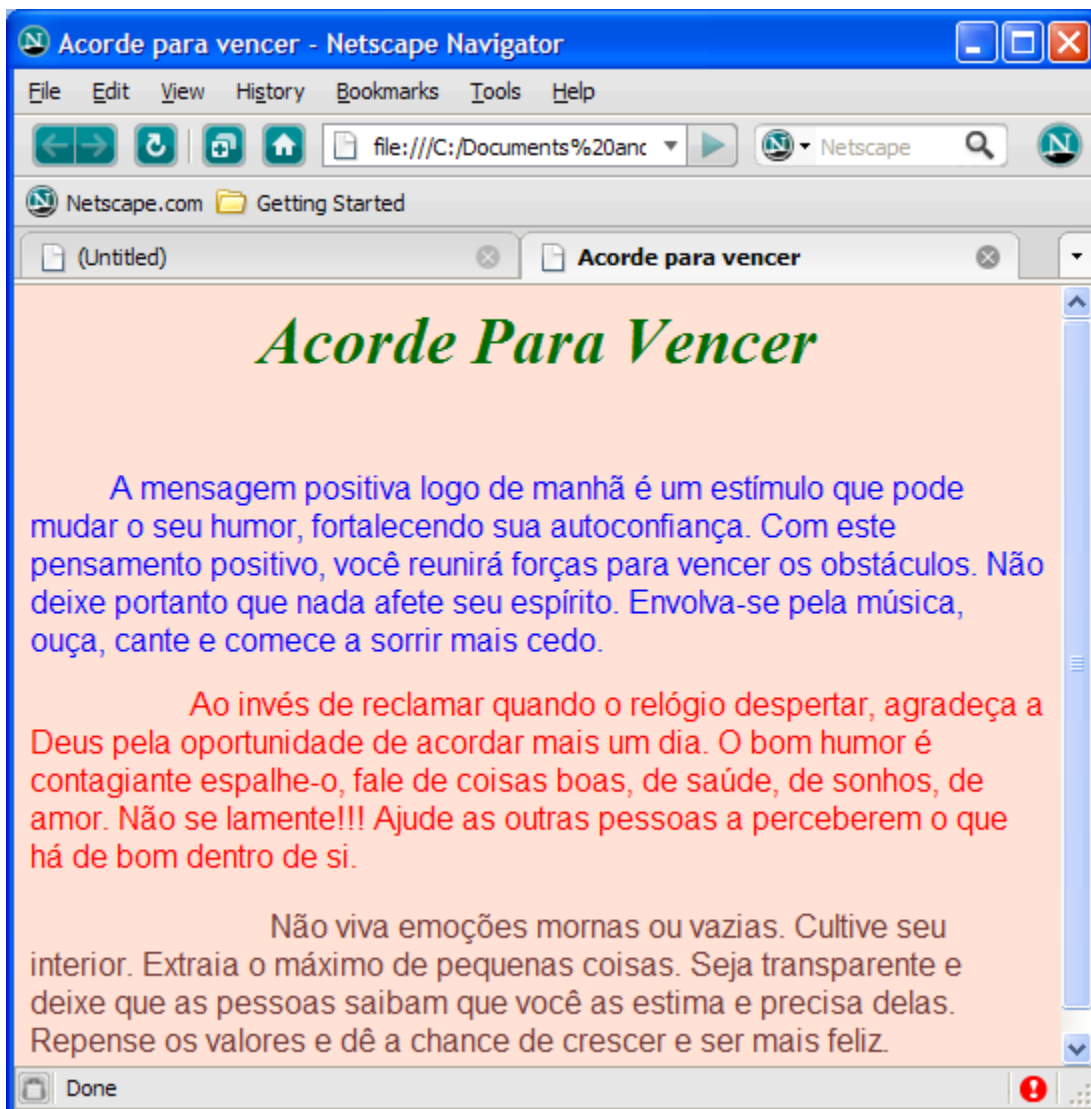 Acorde para vencer - Netscape Navigator
File Edit View History Bookmarks Tools Help
file:///C:/Documents%20anc Netscape
Netscape.com Getting Started
(Untitled) Acorde para vencer
Acorde Para Vencer
A mensagem positiva logo de manhã é um estímulo que pode
mudar o seu humor, fortalecendo sua autoconfiança. Com este
pensamento positivo, você reunirá forças para vencer os obstáculos. Não
deixe portanto que nada afete seu espírito. Envolva-se pela música,
ouça, cante e comece a sorrir mais cedo.
Ao invés de reclamar quando o relógio despertar, agradeça a
Deus pela oportunidade de acordar mais um dia. O bom humor é
contagiante espalhe-o, fale de coisas boas, de saúde, de sonhos, de
amor. Não se lamente!!! Ajude as outras pessoas a perceberem o que
há de bom dentro de si.
Não viva emoções mornas ou vazias. Cultive seu
interior. Extraia o máximo de pequenas coisas. Seja transparente e
deixe que as pessoas saibam que você as estima e precisa delas.
Repense os valores e dê a chance de crescer e ser mais feliz.
Done